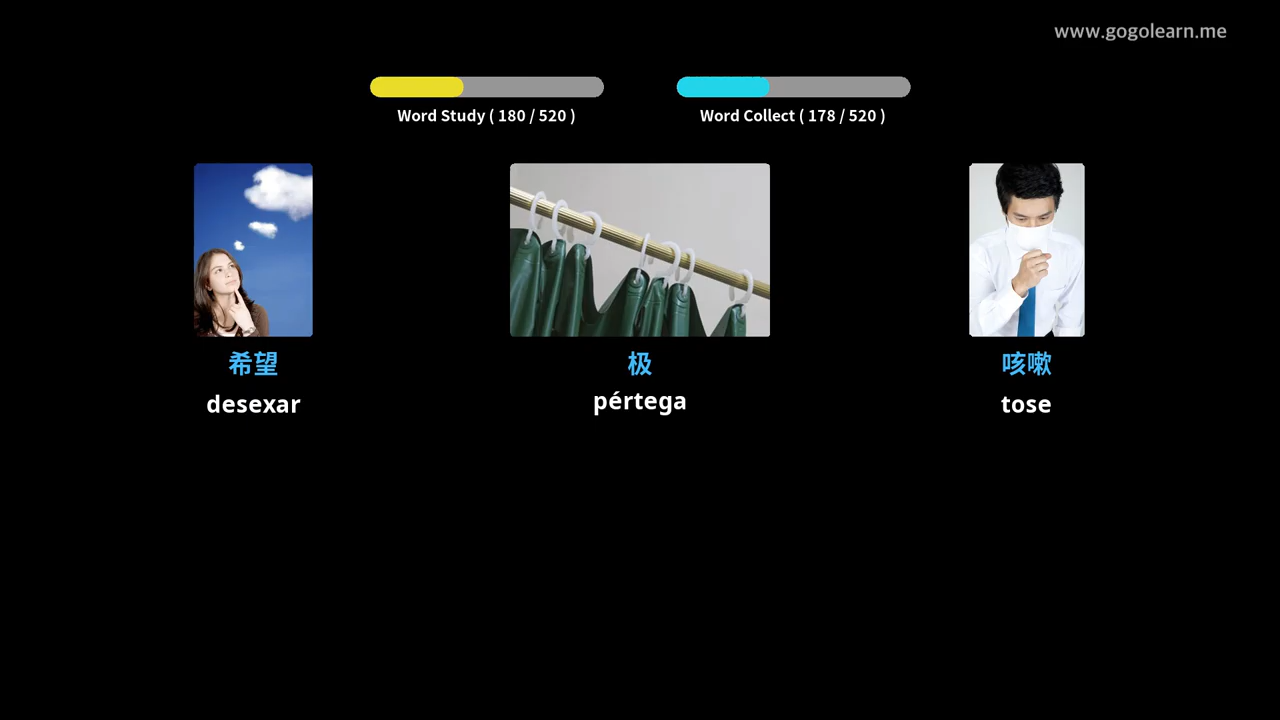 www.gogolearn.me
Word Study ( 180 / 520 )
Word Collect ( 178 / 520 )
希望
极
咳嗽
desexar
pértega
tose